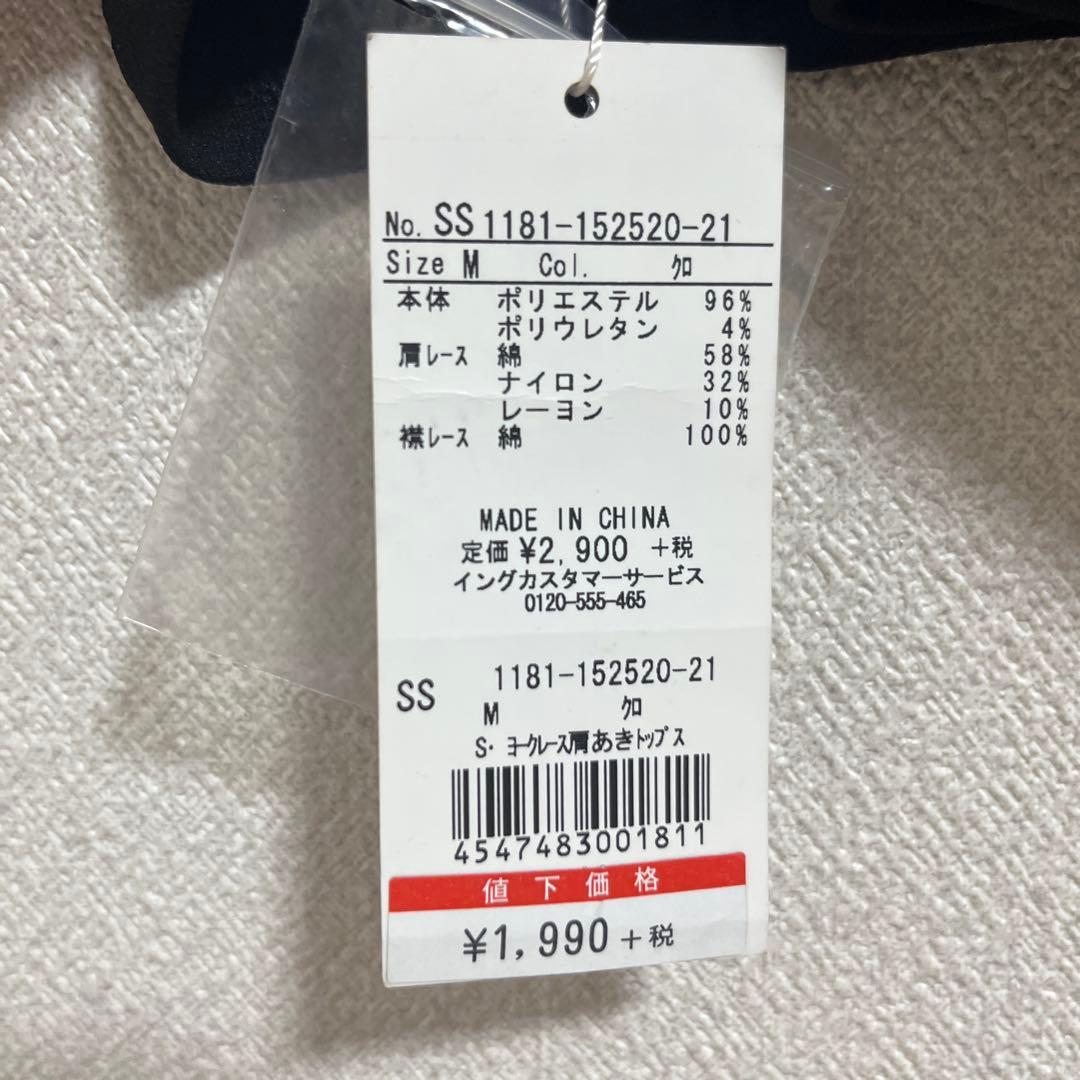 No. SS 1181-152520-21
Size M Col. クロ
本体 ポリエステル 96%
ポリウレタン 4%
肩レース 綿 58%
ナイロン 32%
レーヨン 10%
襟レース 綿 100%
MADE IN CHINA
定価 ¥2,900 +税
イングカスタマーサービス
0120-555-465
SS 1181-152520-21
M クロ
S・ヨークレース肩あきトップス
4547483001811
値下価格
¥1,990 +税